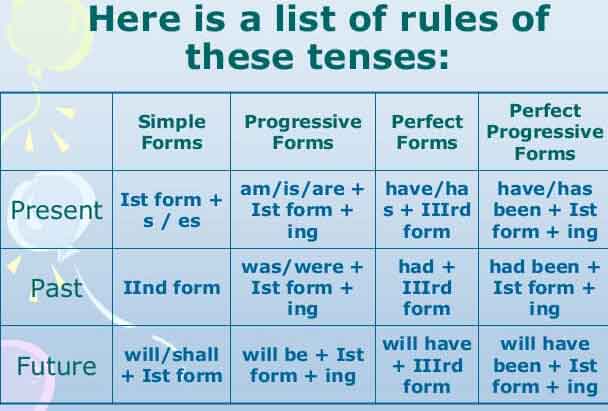 Here is a list of rules of
these tenses:
Simple
Forms
Progressive
Forms
Perfect
Forms
Perfect
Progressive
Forms
Present
Ist form +
s / es
am/is/are +
Ist form +
ing
have/ha
s + IIIrd
form
have/has
been + Ist
form + ing
Past
IInd form
was/were +
Ist form +
ing
had +
IIIrd
form
had been +
Ist form +
ing
Future
will/shall
+ Ist form
will be + Ist
form + ing
will have
+ IIIrd
form
will have
been + Ist
form + ing